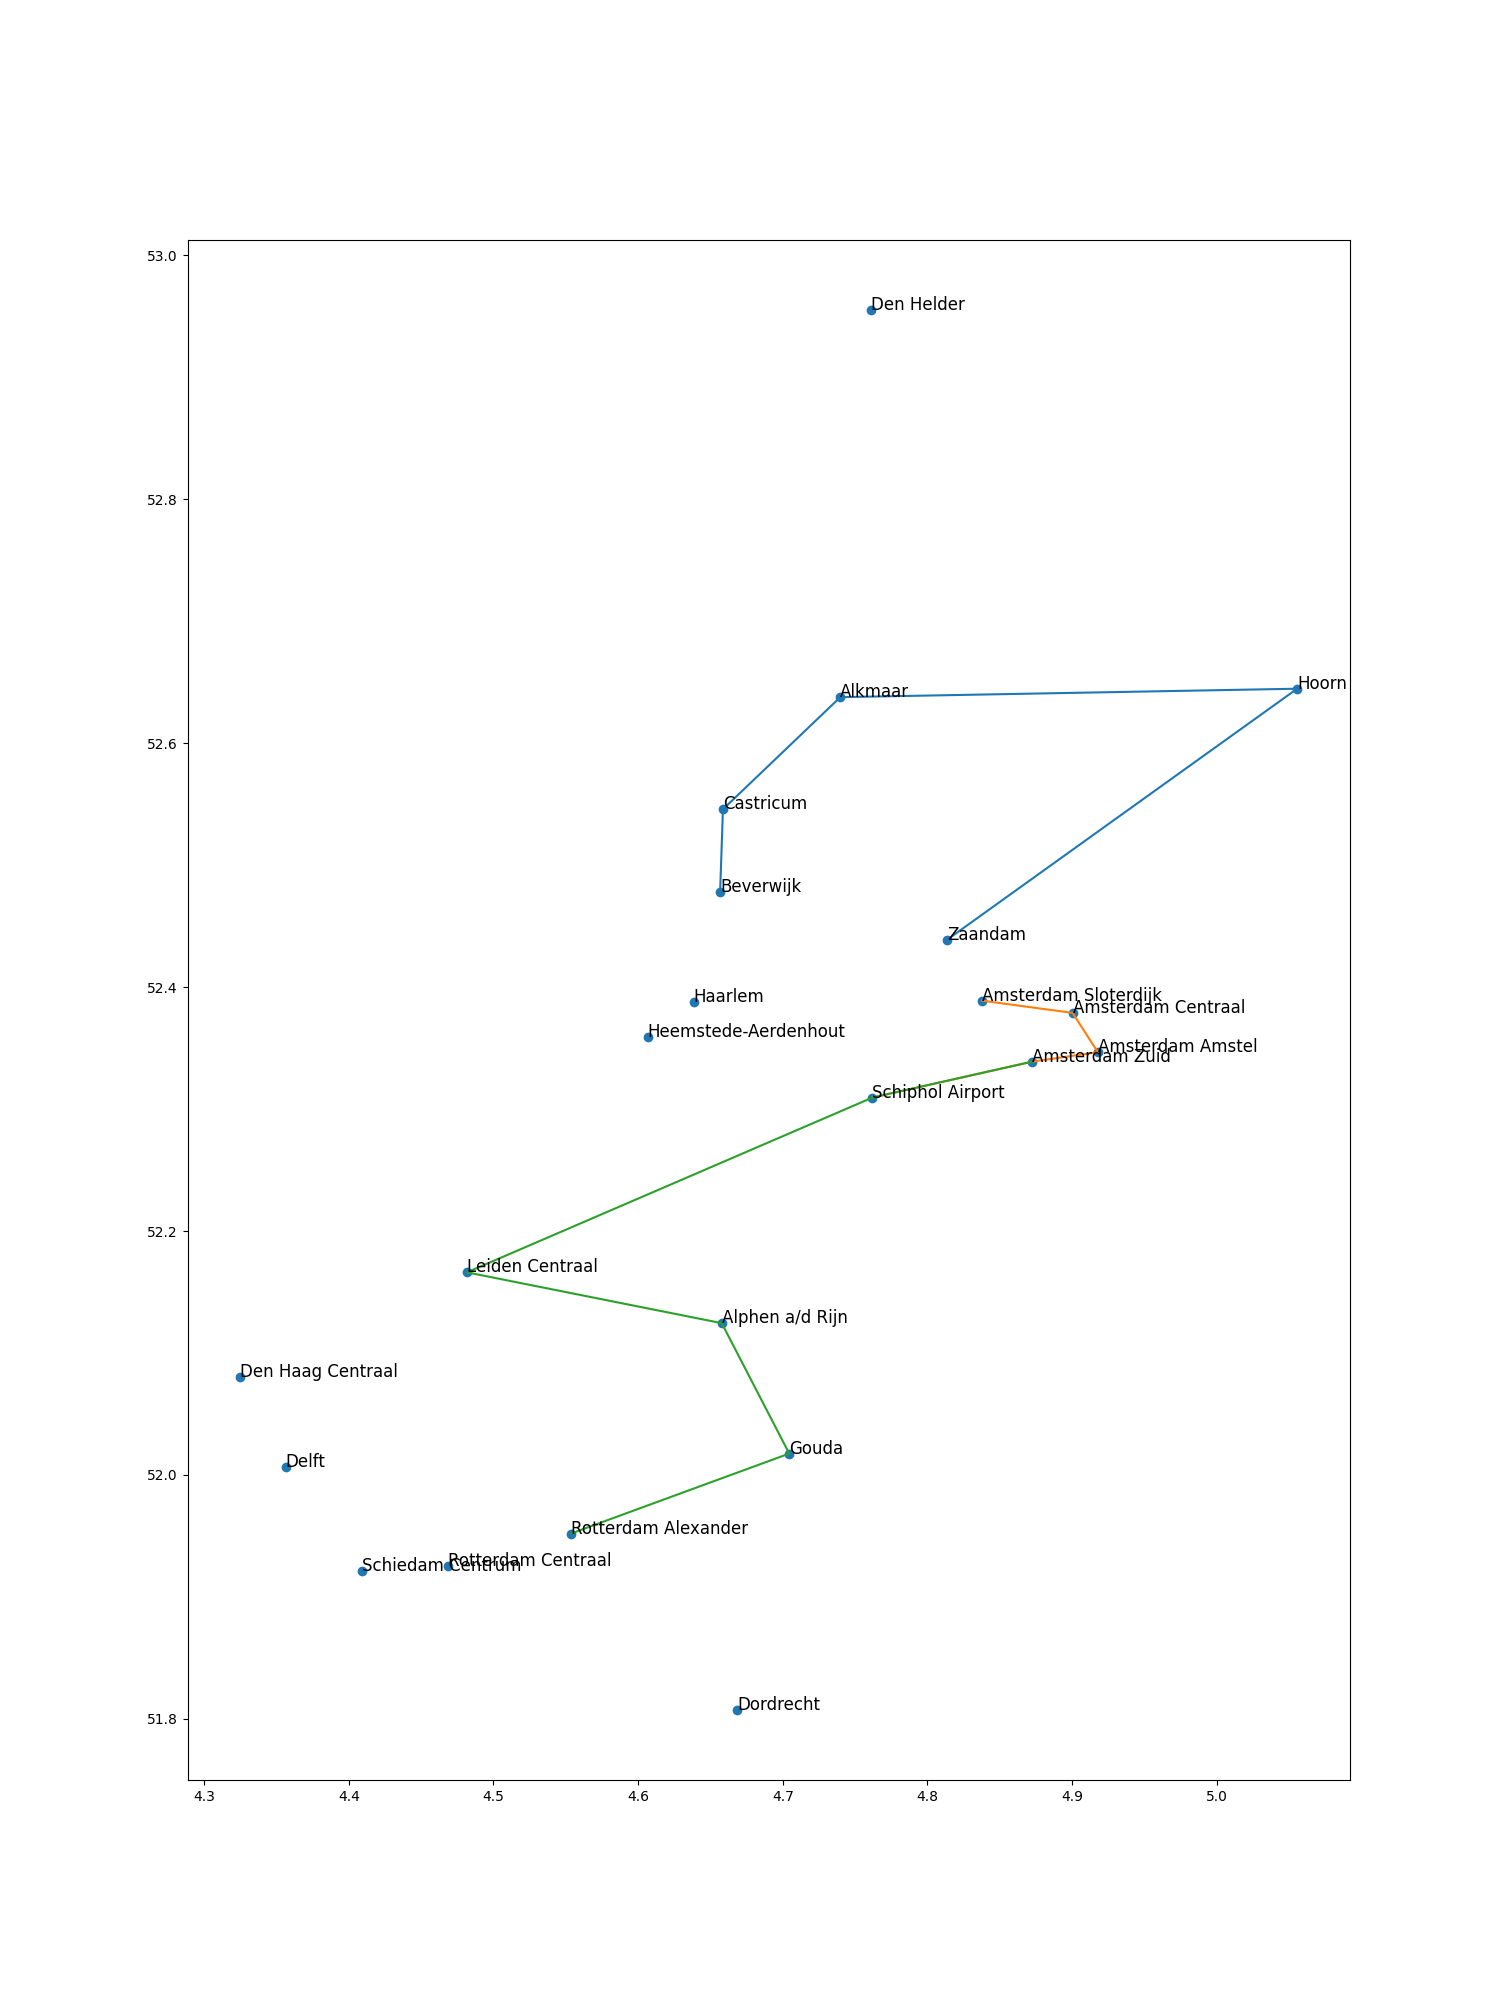 53.0
Den Helder
52.8
Hoorn
Alkmaar
52.6
Castricum
Beverwijk
Zaandam
52.4
Haarlem
Amsterdam Sloterdijk
Amsterdam Centraal
Heemstede-Aerdenhout
Amsterdam Amstel
Amsterdam Zuid
Schiphol Airport
52.2
Leiden Centraal
Alphen a/d Rijn
Den Haag Centraal
Gouda
Delft
52.0
Rotterdam Alexander
Rotterdam Centraal
Schiedam Centrum
Dordrecht
51.8
4.3 4.4 4.5 4.6 4.7 4.8 4.9 5.0